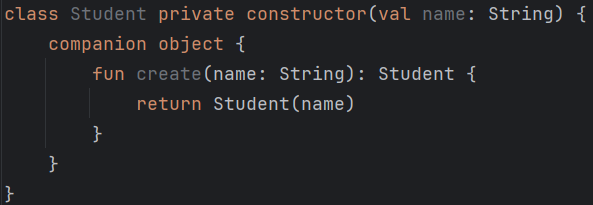 class Student private constructor(val name: String) {
    companion object {
        fun create(name: String): Student {
            return Student(name)
        }
    }
}